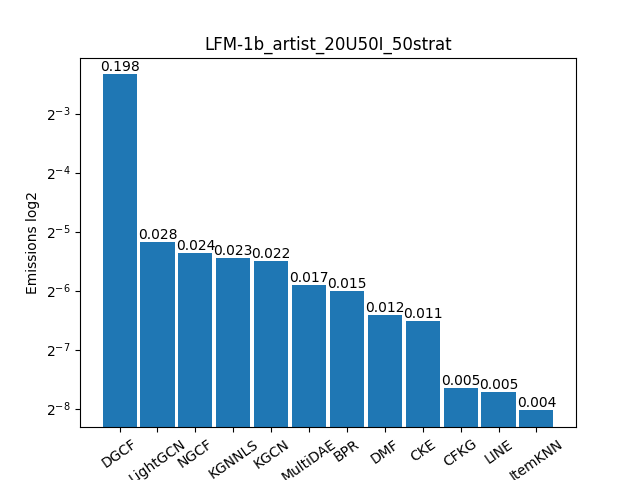 LFM-1b_artist_20U50I_50strat
Emissions log2
2^-3
2^-4
2^-5
2^-6
2^-7
2^-8
0.198
0.028
0.024
0.023
0.022
0.017
0.015
0.012
0.011
0.005
0.005
0.004
DGCF
LightGCN
NGCF
KGNNLS
KGCN
MultiDAE
BPR
DMF
CKE
CFKG
LINE
ItemKNN